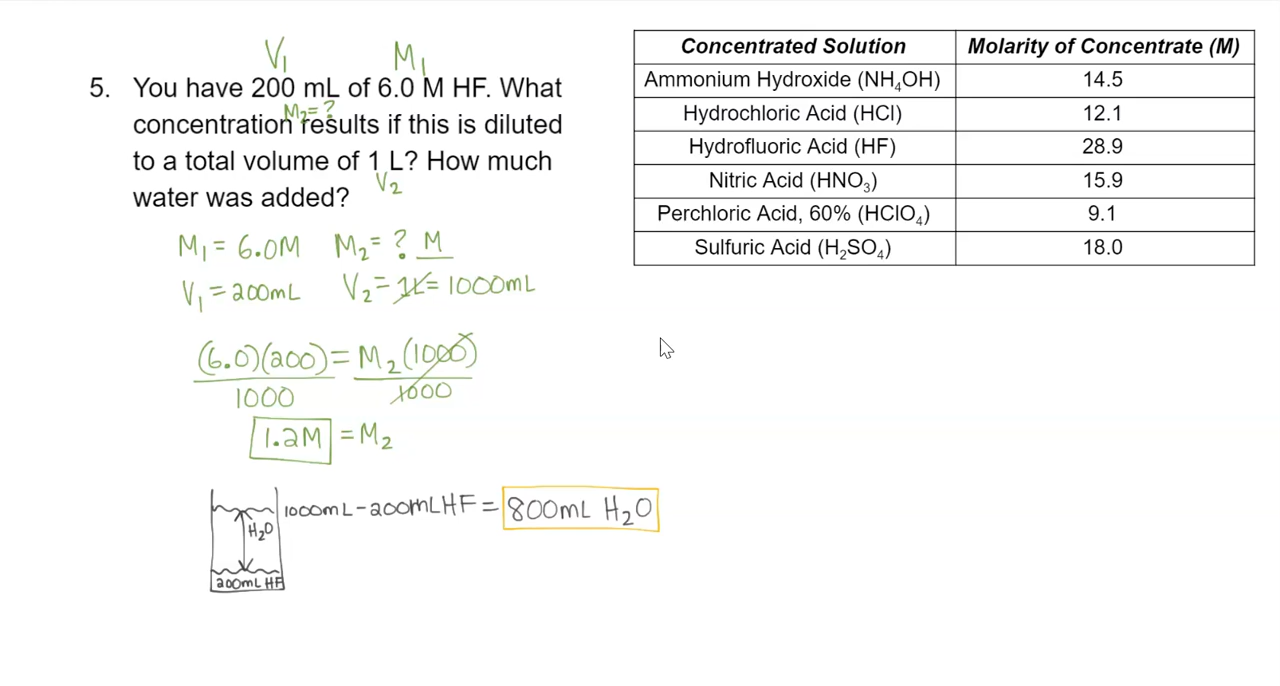 V₁ M₁
5. You have 200 mL of 6.0 M HF. What
M₂=?
concentration results if this is diluted
to a total volume of 1 L? How much
V₂
water was added?
M₁ = 6.0M M₂ = ? M
V₁ = 200mL V₂ = 1L = 1000mL
(6.0)(200) = M₂(1000)
1000 1000
1.2M = M₂
1000mL - 200mL HF = 800mL H₂O
H₂O
200mL HF
Concentrated Solution Molarity of Concentrate (M)
Ammonium Hydroxide (NH₄OH) 14.5
Hydrochloric Acid (HCl) 12.1
Hydrofluoric Acid (HF) 28.9
Nitric Acid (HNO₃) 15.9
Perchloric Acid, 60% (HClO₄) 9.1
Sulfuric Acid (H₂SO₄) 18.0